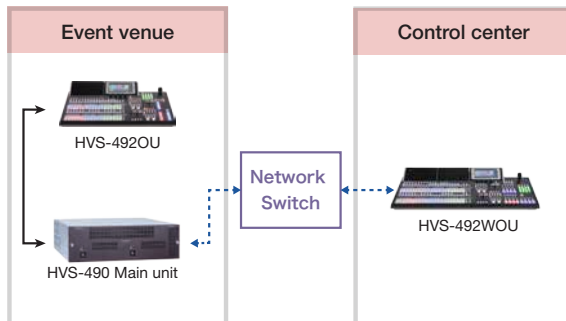 Event venue
Control center
HVS-492OU
Network
Switch
HVS-492WOU
HVS-490 Main unit